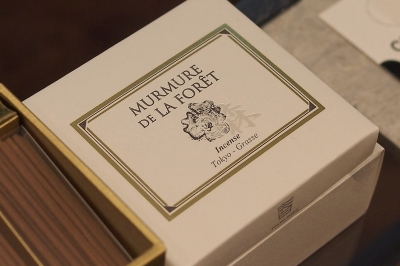 MURMURE
DE LA FORÊT
Incense
Tokyo - Grasse